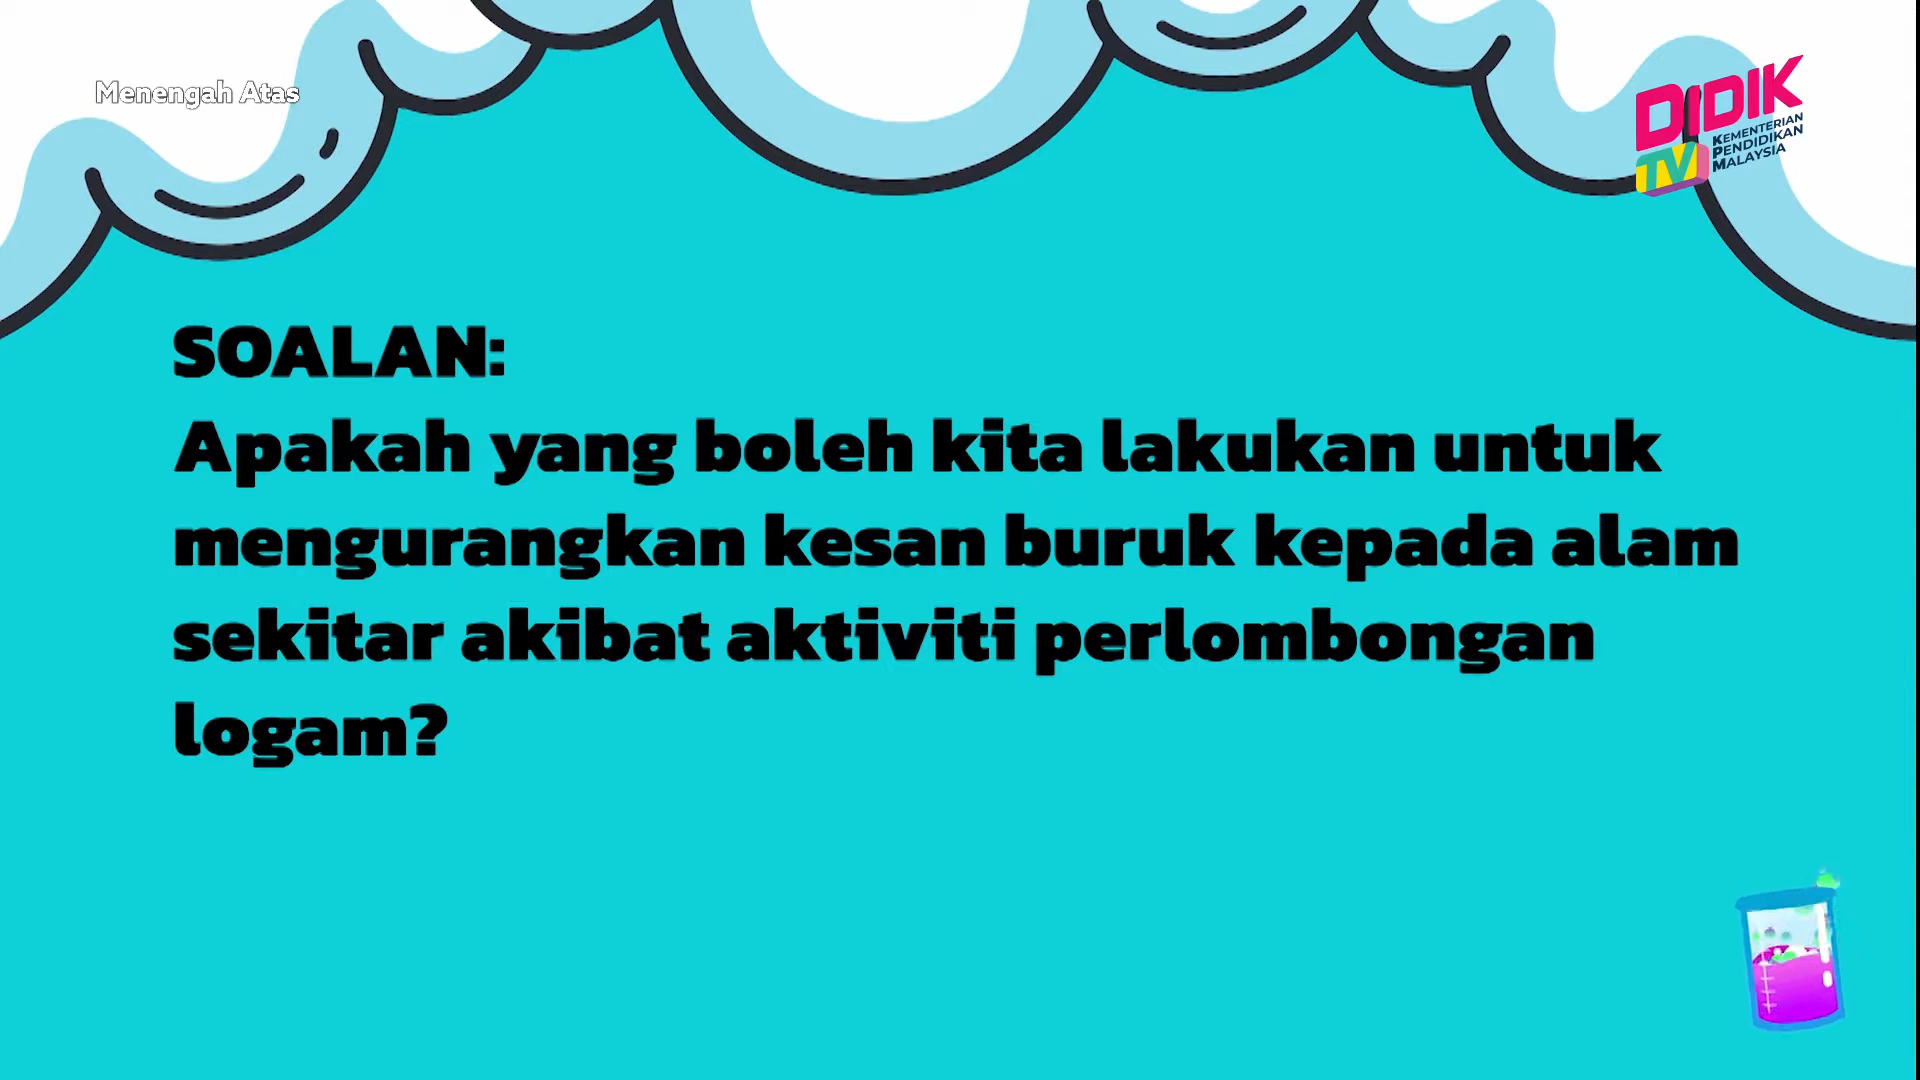 Menengah Atas
DIDIK
TV
KEMENTERIAN
PENDIDIKAN
MALAYSIA
SOALAN:
Apakah yang boleh kita lakukan untuk
mengurangkan kesan buruk kepada alam
sekitar akibat aktiviti perlombongan
logam?